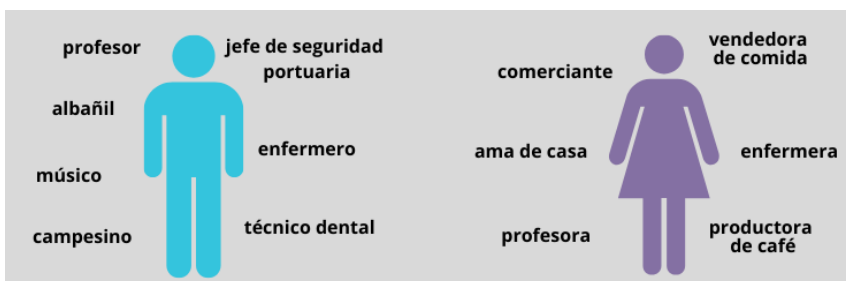 profesor
jefe de seguridad
portuaria
albañil
enfermero
músico
técnico dental
campesino
vendedora
de comida
comerciante
ama de casa
enfermera
profesora
productora
de café